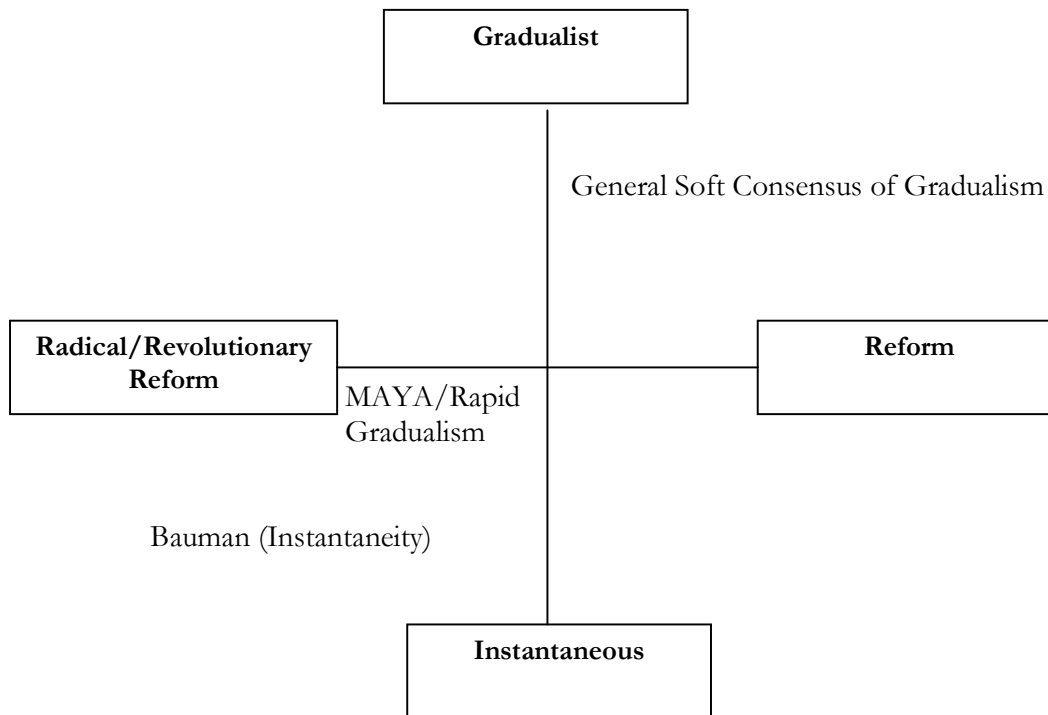 Gradualist
General Soft Consensus of Gradualism
Radical/Revolutionary
Reform
Reform
MAYA/Rapid
Gradualism
Bauman (Instantaneity)
Instantaneous